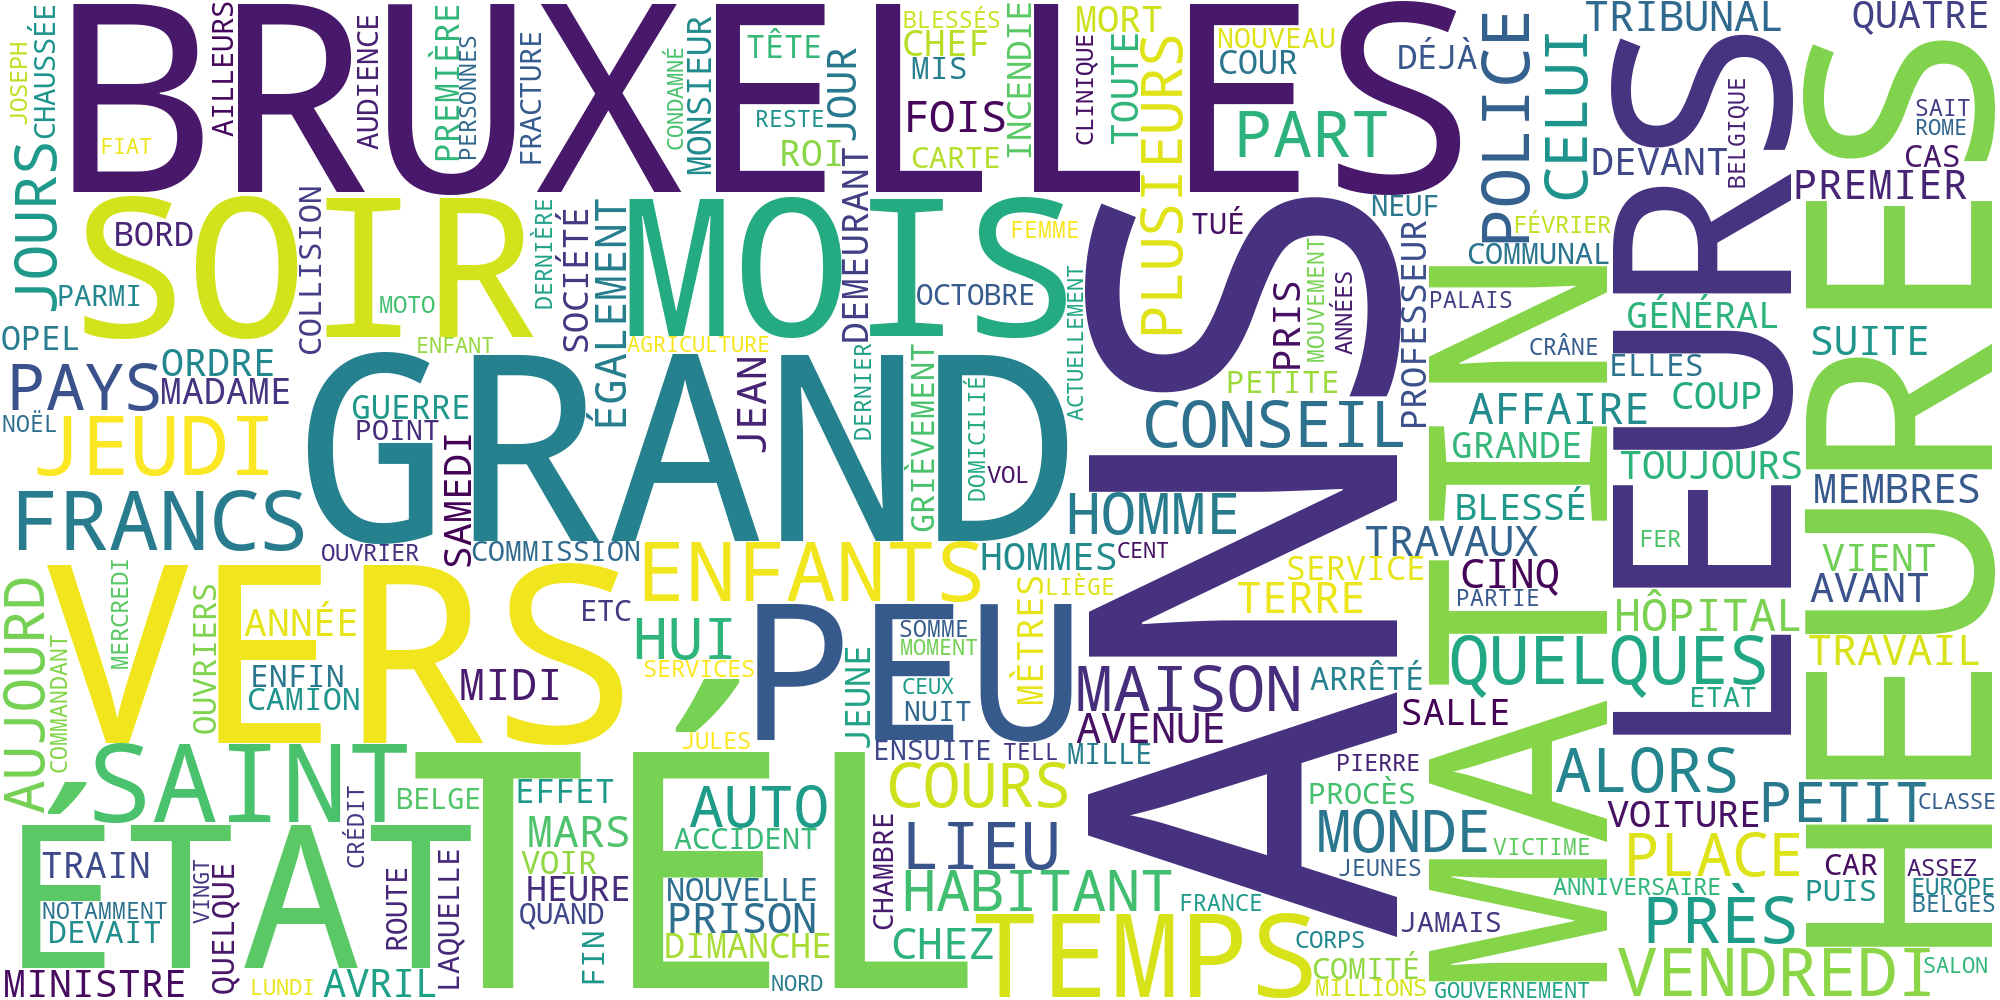 BRUXELLES
GRAND
ANS
HEURES
LEURS
MATIN
TÉL
VERS
ÉTAT
SOIR
MOIS
PEU
TEMPS
SAINT
JEUDI
FRANCS
PAYS
JOURS
JOSEPH
CHAUSSÉE
AILLEURS
FIAT
AUDIENCE
PREMIÈRE
PERSONNES
FRACTURE
CONDAMNÉ
MONSIEUR
TÊTE
RESTE
ROI
JOUR
BLESSÉS
CHEF
MIS
FOIS
CARTE
INCENDIE
MORT
CLINIQUE
TOUTE
PLUSIEURS
NOUVEAU
COUR
PART
DÉJÀ
POLICE
CELUI
TRIBUNAL
DEVANT
BELGIQUE
QUATRE
SAIT
ROME
CAS
PREMIER
NEUF
FÉVRIER
COMMUNAL
TUÉ
FEMME
DEMEURANT
OCTOBRE
DERNIÈRE
SOCIÉTÉ
ÉGALEMENT
COLLISION
BORD
PARMI
MOTO
ENFANT
OPEL
ORDRE
MADAME
NOËL
GUERRE
POINT
SAMEDI
OUVRIER
COMMISSION
AGRICULTURE
JEAN
DERNIER
GRIÈVEMENT
DOMICILIÉ
VOL
ACTUELLEMENT
PRIS
MOUVEMENT
ANNÉES
PROFESSEUR
PETITE
CONSEIL
PALAIS
CRÂNE
GÉNÉRAL
ELLES
COUP
SUITE
AFFAIRE
GRANDE
TOUJOURS
BLESSÉ
MEMBRES
HOMME
HOMMES
CENT
TRAVAUX
FER
VIENT
AVANT
SERVICE
CINQ
TERRE
PARTIE
HÔPITAL
TRAVAIL
ENFANTS
LIÈGE
MÈTRES
SOMME
MOMENT
CEUX
NUIT
JEUNE
ETC
HUI
SERVICES
JULES
MIDI
ANNÉE
ENFIN
CAMION
OUVRIERS
MERCREDI
COMMANDANT
AUJOURD
MAISON
AVENUE
ARRÊTÉ
QUELQUES
ETAT
SALLE
ENSUITE
TELL
MILLE
PIERRE
ALORS
COURS
PROCÈS
MONDE
VOITURE
PETIT
CLASSE
AUTO
ACCIDENT
EFFET
BELGE
MARS
VOIR
CRÉDIT
CHAMBRE
LIEU
JEUNES
VICTIME
PLACE
CAR
ASSEZ
ANNIVERSAIRE
PUIS
EUROPE
BELGES
TRAIN
NOTAMMENT
DEVAIT
VINGT
QUELQUE
ROUTE
LAQUELLE
HEURE
QUAND
NOUVELLE
PRISON
HABITANT
FRANCE
JAMAIS
PRÈS
DIMANCHE
FIN
CHEZ
CORPS
COMITÉ
VENDREDI
SALON
MINISTRE
LUNDI
AVRIL
NORD
MILLIONS
GOUVERNEMENT